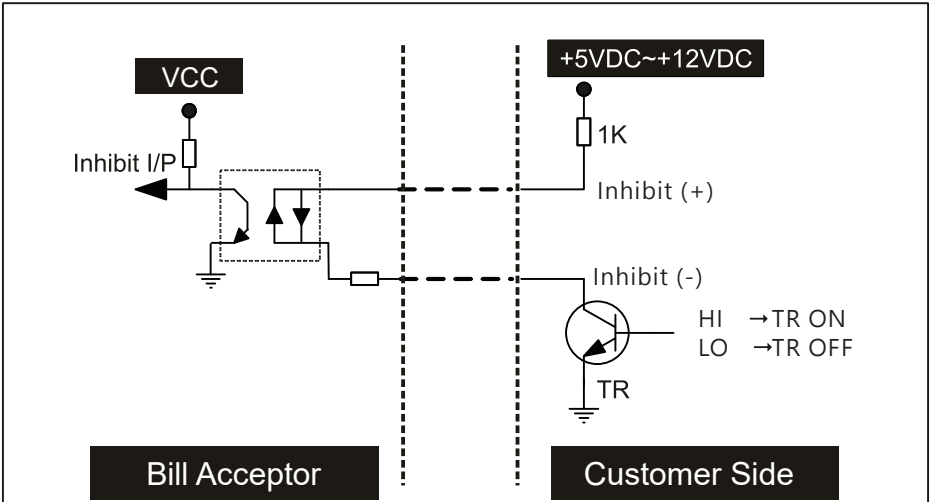 VCC
+5VDC~+12VDC
1K
Inhibit I/P
Inhibit (+)
Inhibit (-)
HI →TR ON
LO →TR OFF
TR
Bill Acceptor
Customer Side